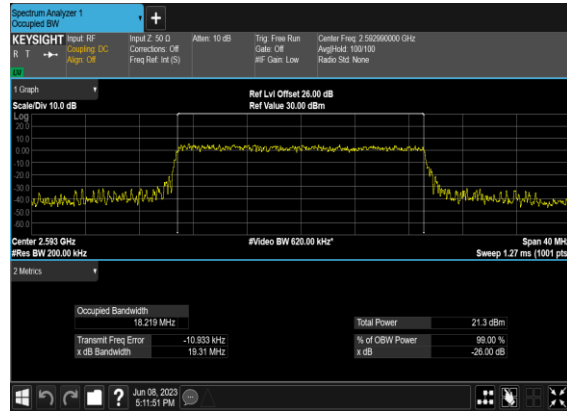 Spectrum Analyzer 1
Occupied BW
+
KEYSIGHT Input: RF Input Z: 50 Ω Atten: 10 dB Trig: Free Run Center Freq: 2.592990000 GHz
R T Coupling: DC Corrections: Off Gate: Off Avg|Hold: 100/100
Align: Off Freq Ref: Int (S) #IF Gain: Low Radio Std: None
1 Graph
Ref Lvl Offset 26.00 dB
Scale/Div 10.0 dB Ref Value 30.00 dBm
Log
20.0
10.0
0.00
-10.0
-20.0
-30.0
-40.0
-50.0
-60.0
Center 2.593 GHz #Video BW 620.00 kHz* Span 40 MHz
#Res BW 200.00 kHz Sweep 1.27 ms (1001 pts
2 Metrics
Occupied Bandwidth
18.219 MHz Total Power 21.3 dBm
Transmit Freq Error -10.933 kHz % of OBW Power 99.00 %
x dB Bandwidth 19.31 MHz x dB -26.00 dB
? Jun 08, 2023
5:11:51 PM